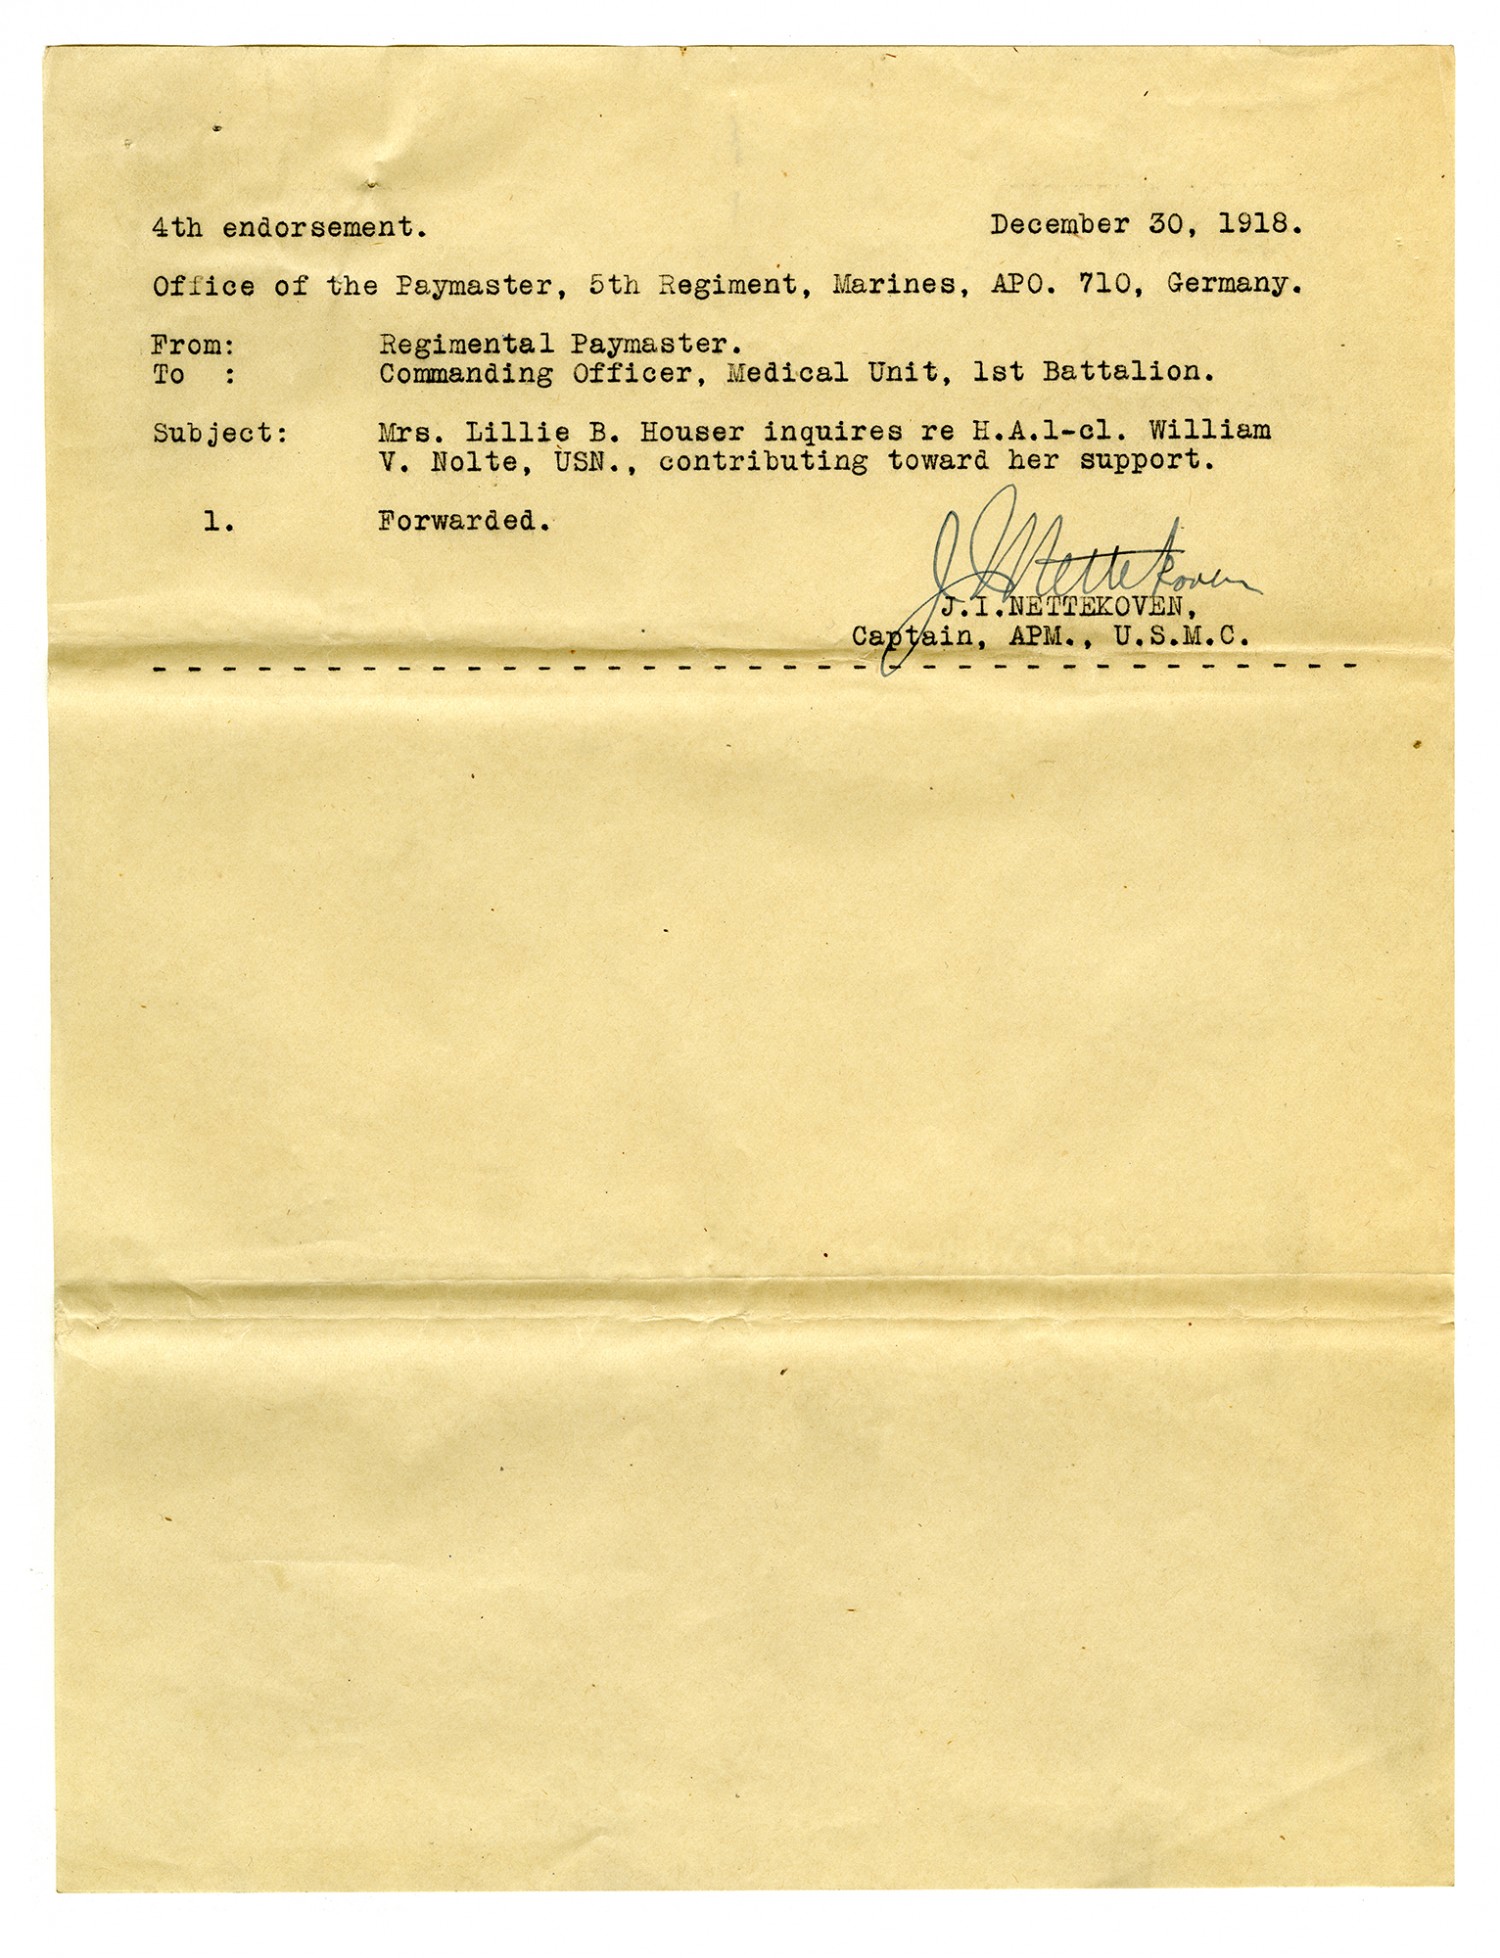 4th endorsement. December 30, 1918.
Office of the Paymaster, 5th Regiment, Marines, APO. 710, Germany.
From: Regimental Paymaster.
To : Commanding Officer, Medical Unit, 1st Battalion.
Subject: Mrs. Lillie B. Houser inquires re H.A.1-cl. William
V. Nolte, USN., contributing toward her support.
1. Forwarded.
J I Nettekoven
J.I.NETTEKOVEN,
Captain, APM., U.S.M.C.
- - - - - - - - - - - - - - - - - - - - - - - - - - - - - - - - - - -